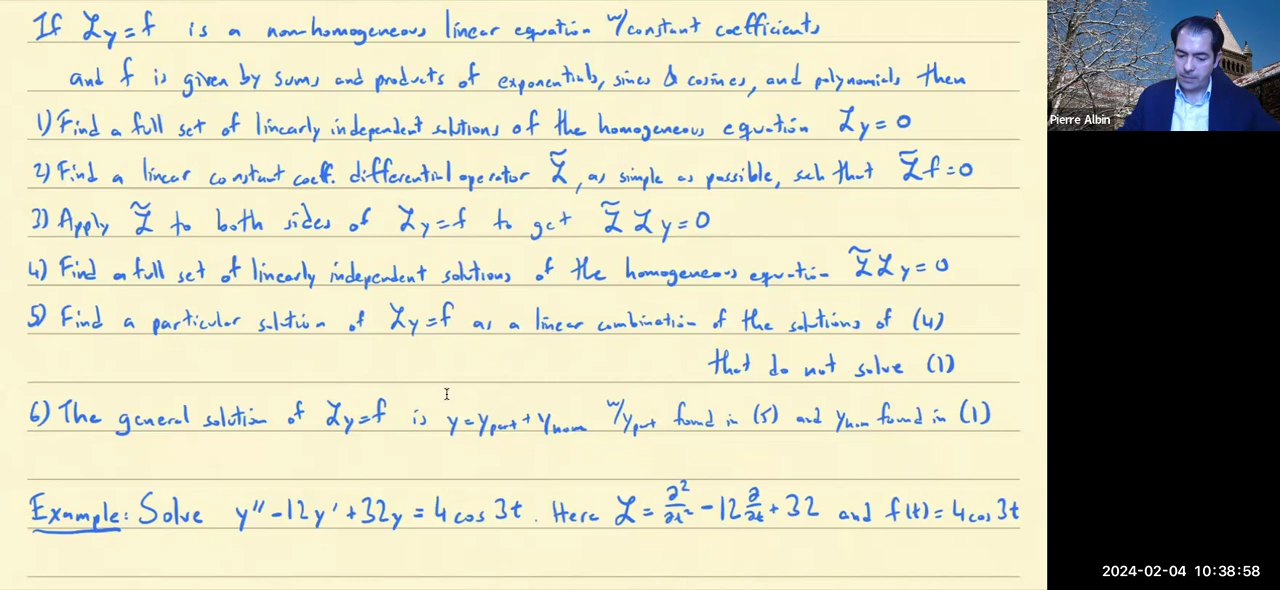 If ℒy=f is a non-homogeneous linear equation w/constant coefficients
and f is given by sums and products of exponentials, sines & cosines, and polynomials then
1) Find a full set of linearly independent solutions of the homogeneous equation ℒy=0
2) Find a linear constant coeff. differential operator ℒ̃, as simple as possible, such that ℒ̃f=0
3) Apply ℒ̃ to both sides of ℒy=f to get ℒ̃ℒy=0
4) Find a full set of linearly independent solutions of the homogeneous equation ℒ̃ℒy=0
5) Find a particular solution of ℒy=f as a linear combination of the solutions of (4)
that do not solve (1)
6) The general solution of ℒy=f is y=y_part+y_hom w/y_part found in (5) and y_hom found in (1)
Example: Solve y''-12y'+32y=4cos 3t. Here ℒ=∂²/∂t²-12∂/∂t+32 and f(t)=4cos 3t
Pierre Albin
2024-02-04 10:38:58